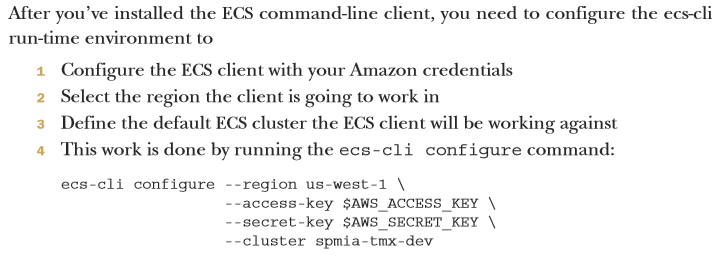 After you’ve installed the ECS command-line client, you need to configure the ecs-cli
run-time environment to
1 Configure the ECS client with your Amazon credentials
2 Select the region the client is going to work in
3 Define the default ECS cluster the ECS client will be working against
4 This work is done by running the ecs-cli configure command:
ecs-cli configure --region us-west-1 \
--access-key $AWS_ACCESS_KEY \
--secret-key $AWS_SECRET_KEY \
--cluster spmia-tmx-dev